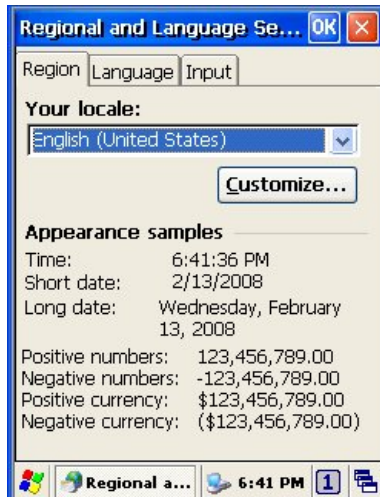 Regional and Language Se... OK
Region Language Input
Your locale:
English (United States)
Customize...
Appearance samples
Time: 6:41:36 PM
Short date: 2/13/2008
Long date: Wednesday, February
13, 2008
Positive numbers: 123,456,789.00
Negative numbers: -123,456,789.00
Positive currency: $123,456,789.00
Negative currency: ($123,456,789.00)
Regional a... 6:41 PM 1